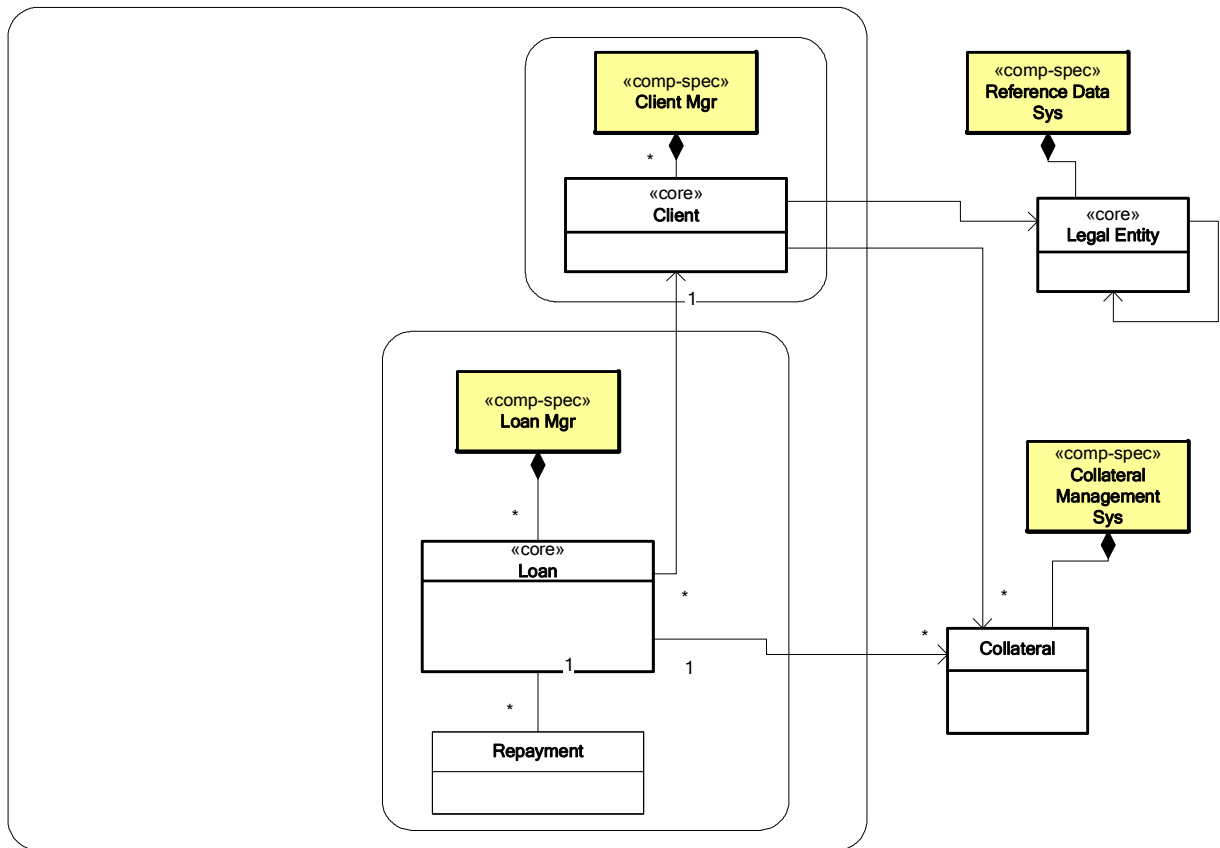 «comp-spec»
Client Mgr
*
«core»
Client
1
«comp-spec»
Reference Data
Sys
«core»
Legal Entity
«comp-spec»
Loan Mgr
*
«core»
Loan
*
1
1
*
Repayment
«comp-spec»
Collateral
Management
Sys
*
*
Collateral